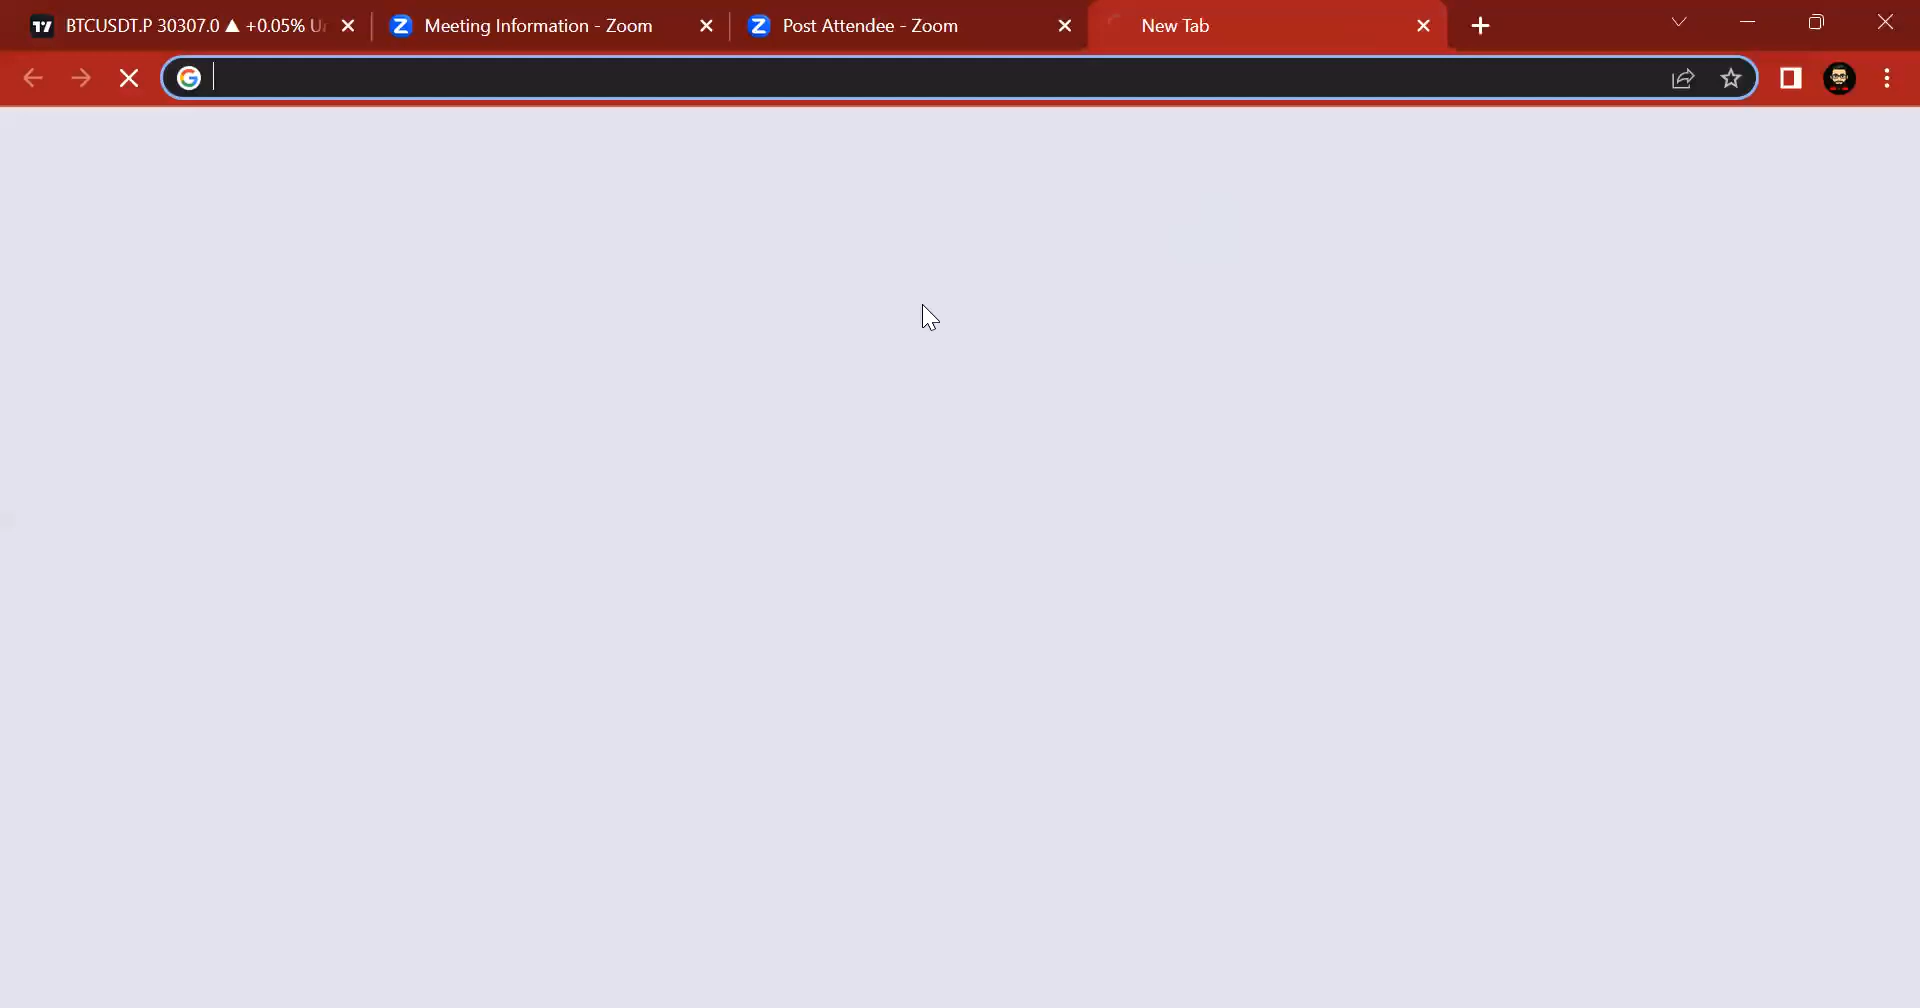 BTCUSDT.P 30307.0 ▲ +0.05%
Meeting Information - Zoom
Post Attendee - Zoom
New Tab